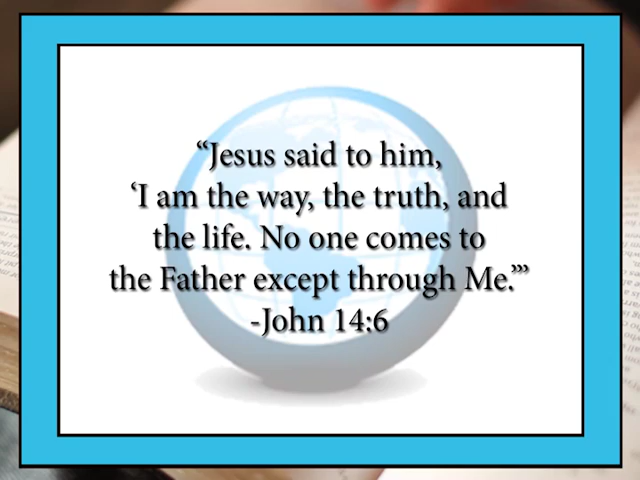 “Jesus said to him,
‘I am the way, the truth, and
the life. No one comes to
the Father except through Me.’”
-John 14:6